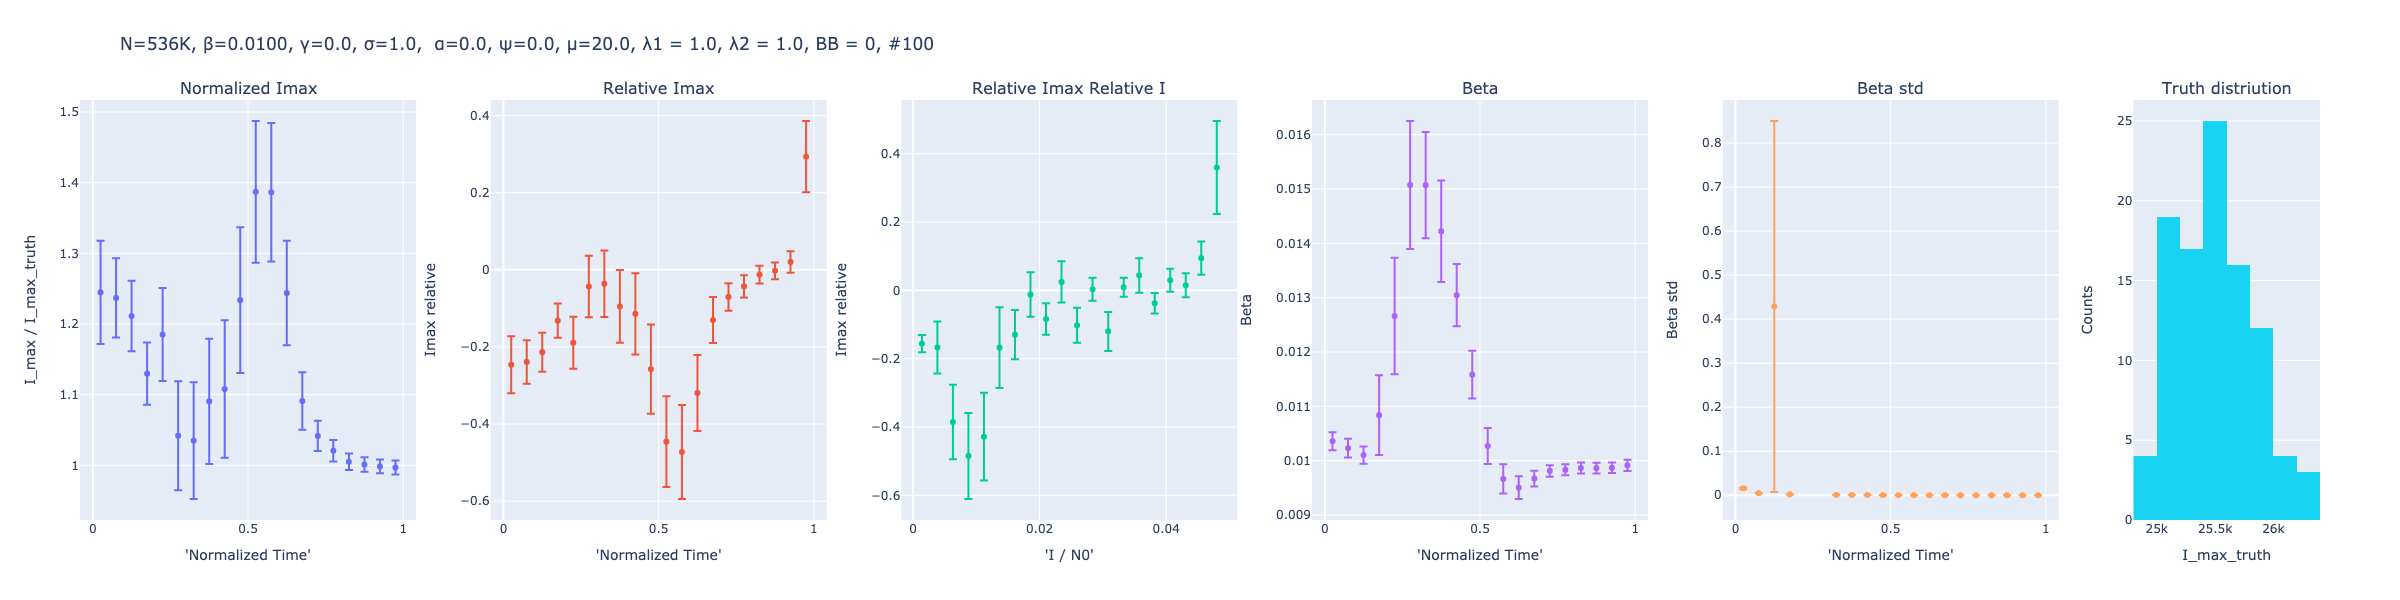 N=536K, β=0.0100, γ=0.0, σ=1.0, α=0.0, ψ=0.0, μ=20.0, λ1 = 1.0, λ2 = 1.0, BB = 0, #100
Normalized Imax
1.5
1.4
1.3
1.2
1.1
1
0
0.5
1
I_max / I_max_truth
'Normalized Time'
Relative Imax
0.4
0.2
0
−0.2
−0.4
−0.6
0
0.5
1
Imax relative
'Normalized Time'
Relative Imax Relative I
0.4
0.2
0
−0.2
−0.4
−0.6
0
0.02
0.04
Imax relative
'I / N0'
Beta
0.016
0.015
0.014
0.013
0.012
0.011
0.01
0.009
0
0.5
1
Beta
'Normalized Time'
Beta std
0.8
0.7
0.6
0.5
0.4
0.3
0.2
0.1
0
0
0.5
1
Beta std
'Normalized Time'
Truth distriution
25
20
15
10
5
0
25k
25.5k
26k
Counts
I_max_truth